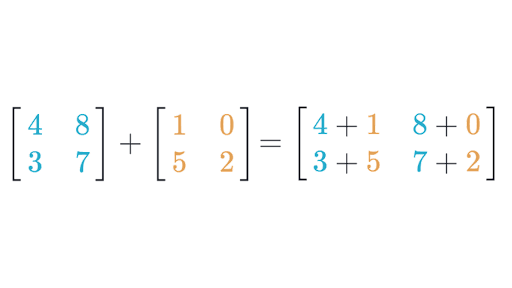 [4 8] + [1 0] = [4 + 1 8 + 0]
[3 7] [5 2] [3 + 5 7 + 2]